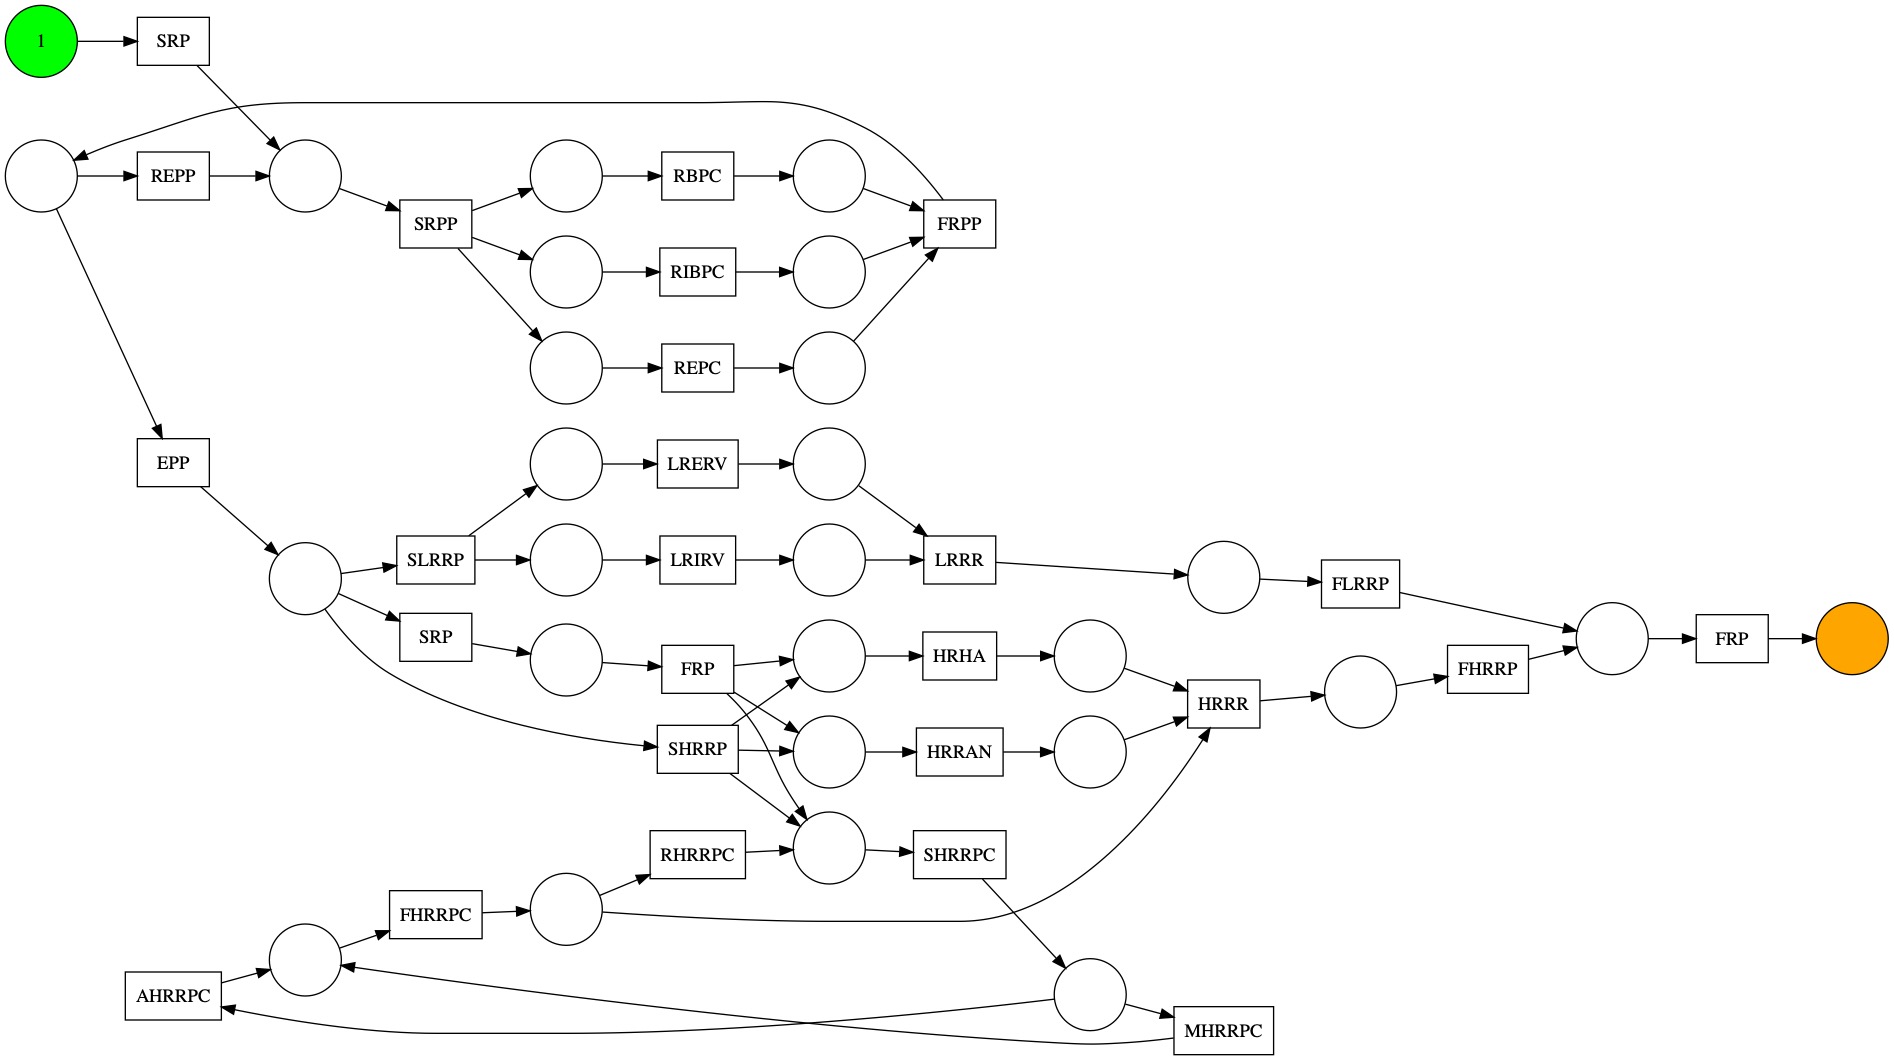 1
SRP
REPP
RBPC
SRPP
FRPP
RIBPC
REPC
EPP
LRERV
SLRRP
LRIRV
LRRR
FLRRP
SRP
FRP
HRHA
FHRRP
FRP
HRRR
SHRRP
HRRAN
RHRRPC
SHRRPC
FHRRPC
AHRRPC
MHRRPC